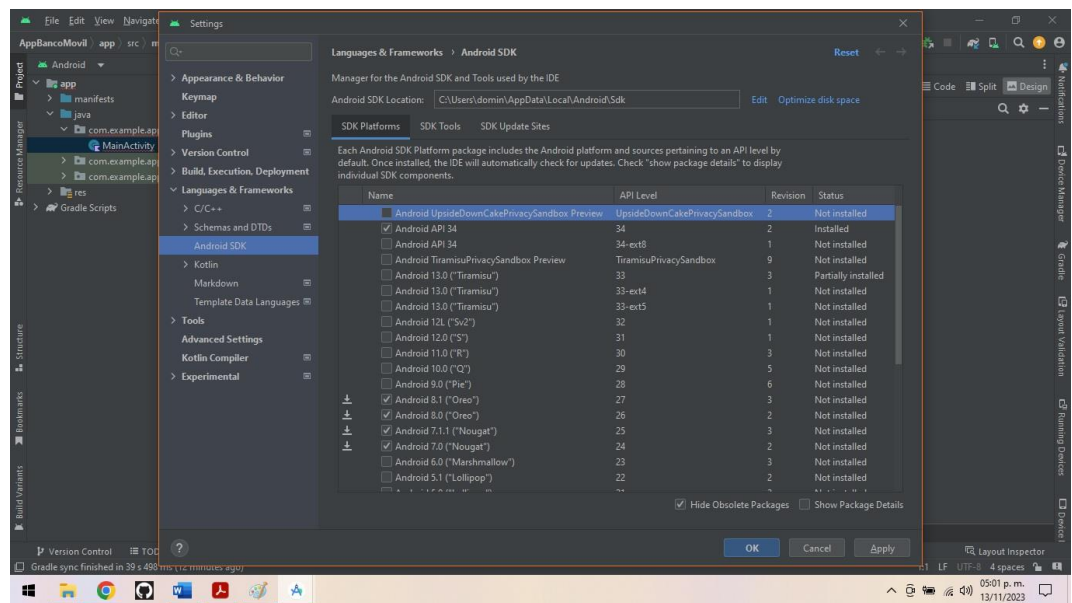 File Edit View Navigate
Settings
AppBancoMovil app src m
Android
app
manifests
java
com.example.ap
MainActivity
com.example.ap
com.example.ap
res
Gradle Scripts
Project
Resource Manager
Structure
Bookmarks
Build Variants
Appearance & Behavior
Keymap
Editor
Plugins
Version Control
Build, Execution, Deployment
Languages & Frameworks
C/C++
Schemas and DTDs
Android SDK
Kotlin
Markdown
Template Data Languages
Tools
Advanced Settings
Kotlin Compiler
Experimental
Languages & Frameworks > Android SDK Reset
Manager for the Android SDK and Tools used by the IDE
Android SDK Location: C:\Users\domin\AppData\Local\Android\Sdk Edit Optimize disk space
SDK Platforms SDK Tools SDK Update Sites
Each Android SDK Platform package includes the Android platform and sources pertaining to an API level by
default. Once installed, the IDE will automatically check for updates. Check "show package details" to display
individual SDK components.
Name API Level Revision Status
Android UpsideDownCakePrivacySandbox Preview UpsideDownCakePrivacySandbox 2 Not installed
Android API 34 34 2 Installed
Android API 34 34-ext8 1 Not installed
Android TiramisuPrivacySandbox Preview TiramisuPrivacySandbox 9 Not installed
Android 13.0 ("Tiramisu") 33 3 Partially installed
Android 13.0 ("Tiramisu") 33-ext4 1 Not installed
Android 13.0 ("Tiramisu") 33-ext5 1 Not installed
Android 12L ("Sv2") 32 1 Not installed
Android 12.0 ("S") 31 1 Not installed
Android 11.0 ("R") 30 3 Not installed
Android 10.0 ("Q") 29 5 Not installed
Android 9.0 ("Pie") 28 6 Not installed
Android 8.1 ("Oreo") 27 3 Not installed
Android 8.0 ("Oreo") 26 2 Not installed
Android 7.1.1 ("Nougat") 25 3 Not installed
Android 7.0 ("Nougat") 24 2 Not installed
Android 6.0 ("Marshmallow") 23 3 Not installed
Android 5.1 ("Lollipop") 22 2 Not installed
Hide Obsolete Packages Show Package Details
? OK Cancel Apply
Code Split Design
Notifications
Device Manager
Gradle
Layout Validation
Running Devices
Device
Version Control TOD
Layout Inspector
Gradle sync finished in 39 s 498 ms (12 minutes ago)
1:1 LF UTF-8 4 spaces
05:01 p. m.
13/11/2023